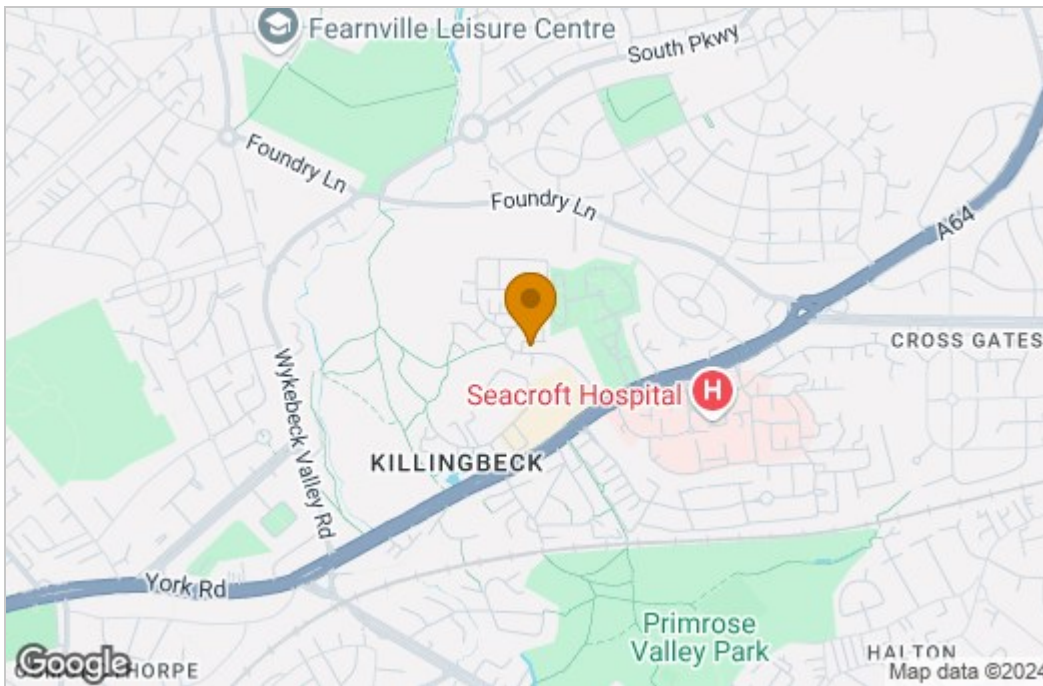 Fearnville Leisure Centre
South Pkwy
Foundry Ln
Foundry Ln
A64
CROSS GATES
Wykebeck Valley Rd
Seacroft Hospital
H
KILLINGBECK
York Rd
Primrose
Valley Park
HALTON
Google
THORPE
Map data ©2024